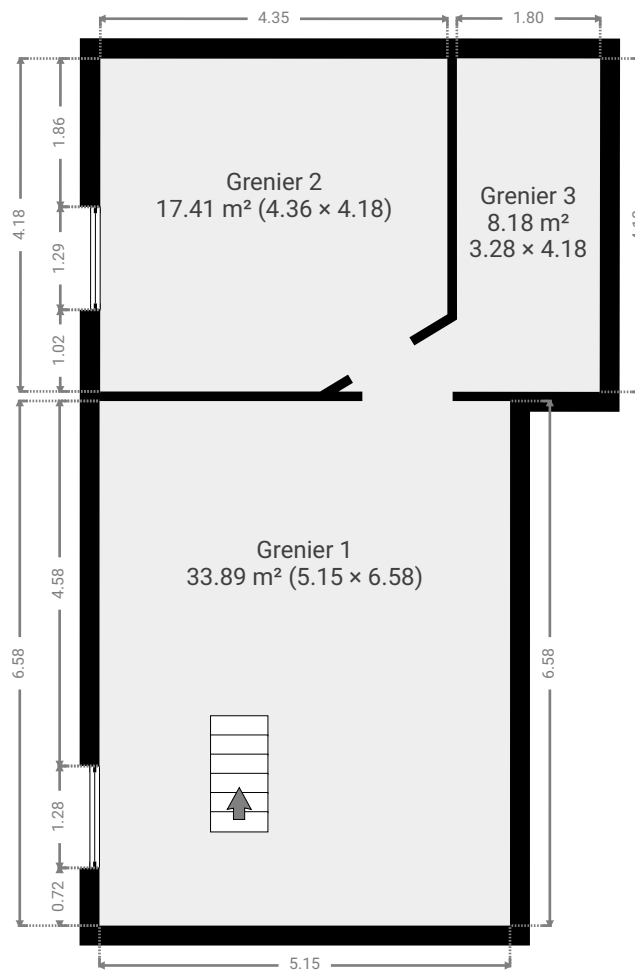 4.35
1.80
1.86
4.18
Grenier 2
17.41 m² (4.36 × 4.18)
Grenier 3
8.18 m²
3.28 × 4.18
1.29
1.02
Grenier 1
33.89 m² (5.15 × 6.58)
4.58
6.58
6.58
1.28
0.72
5.15